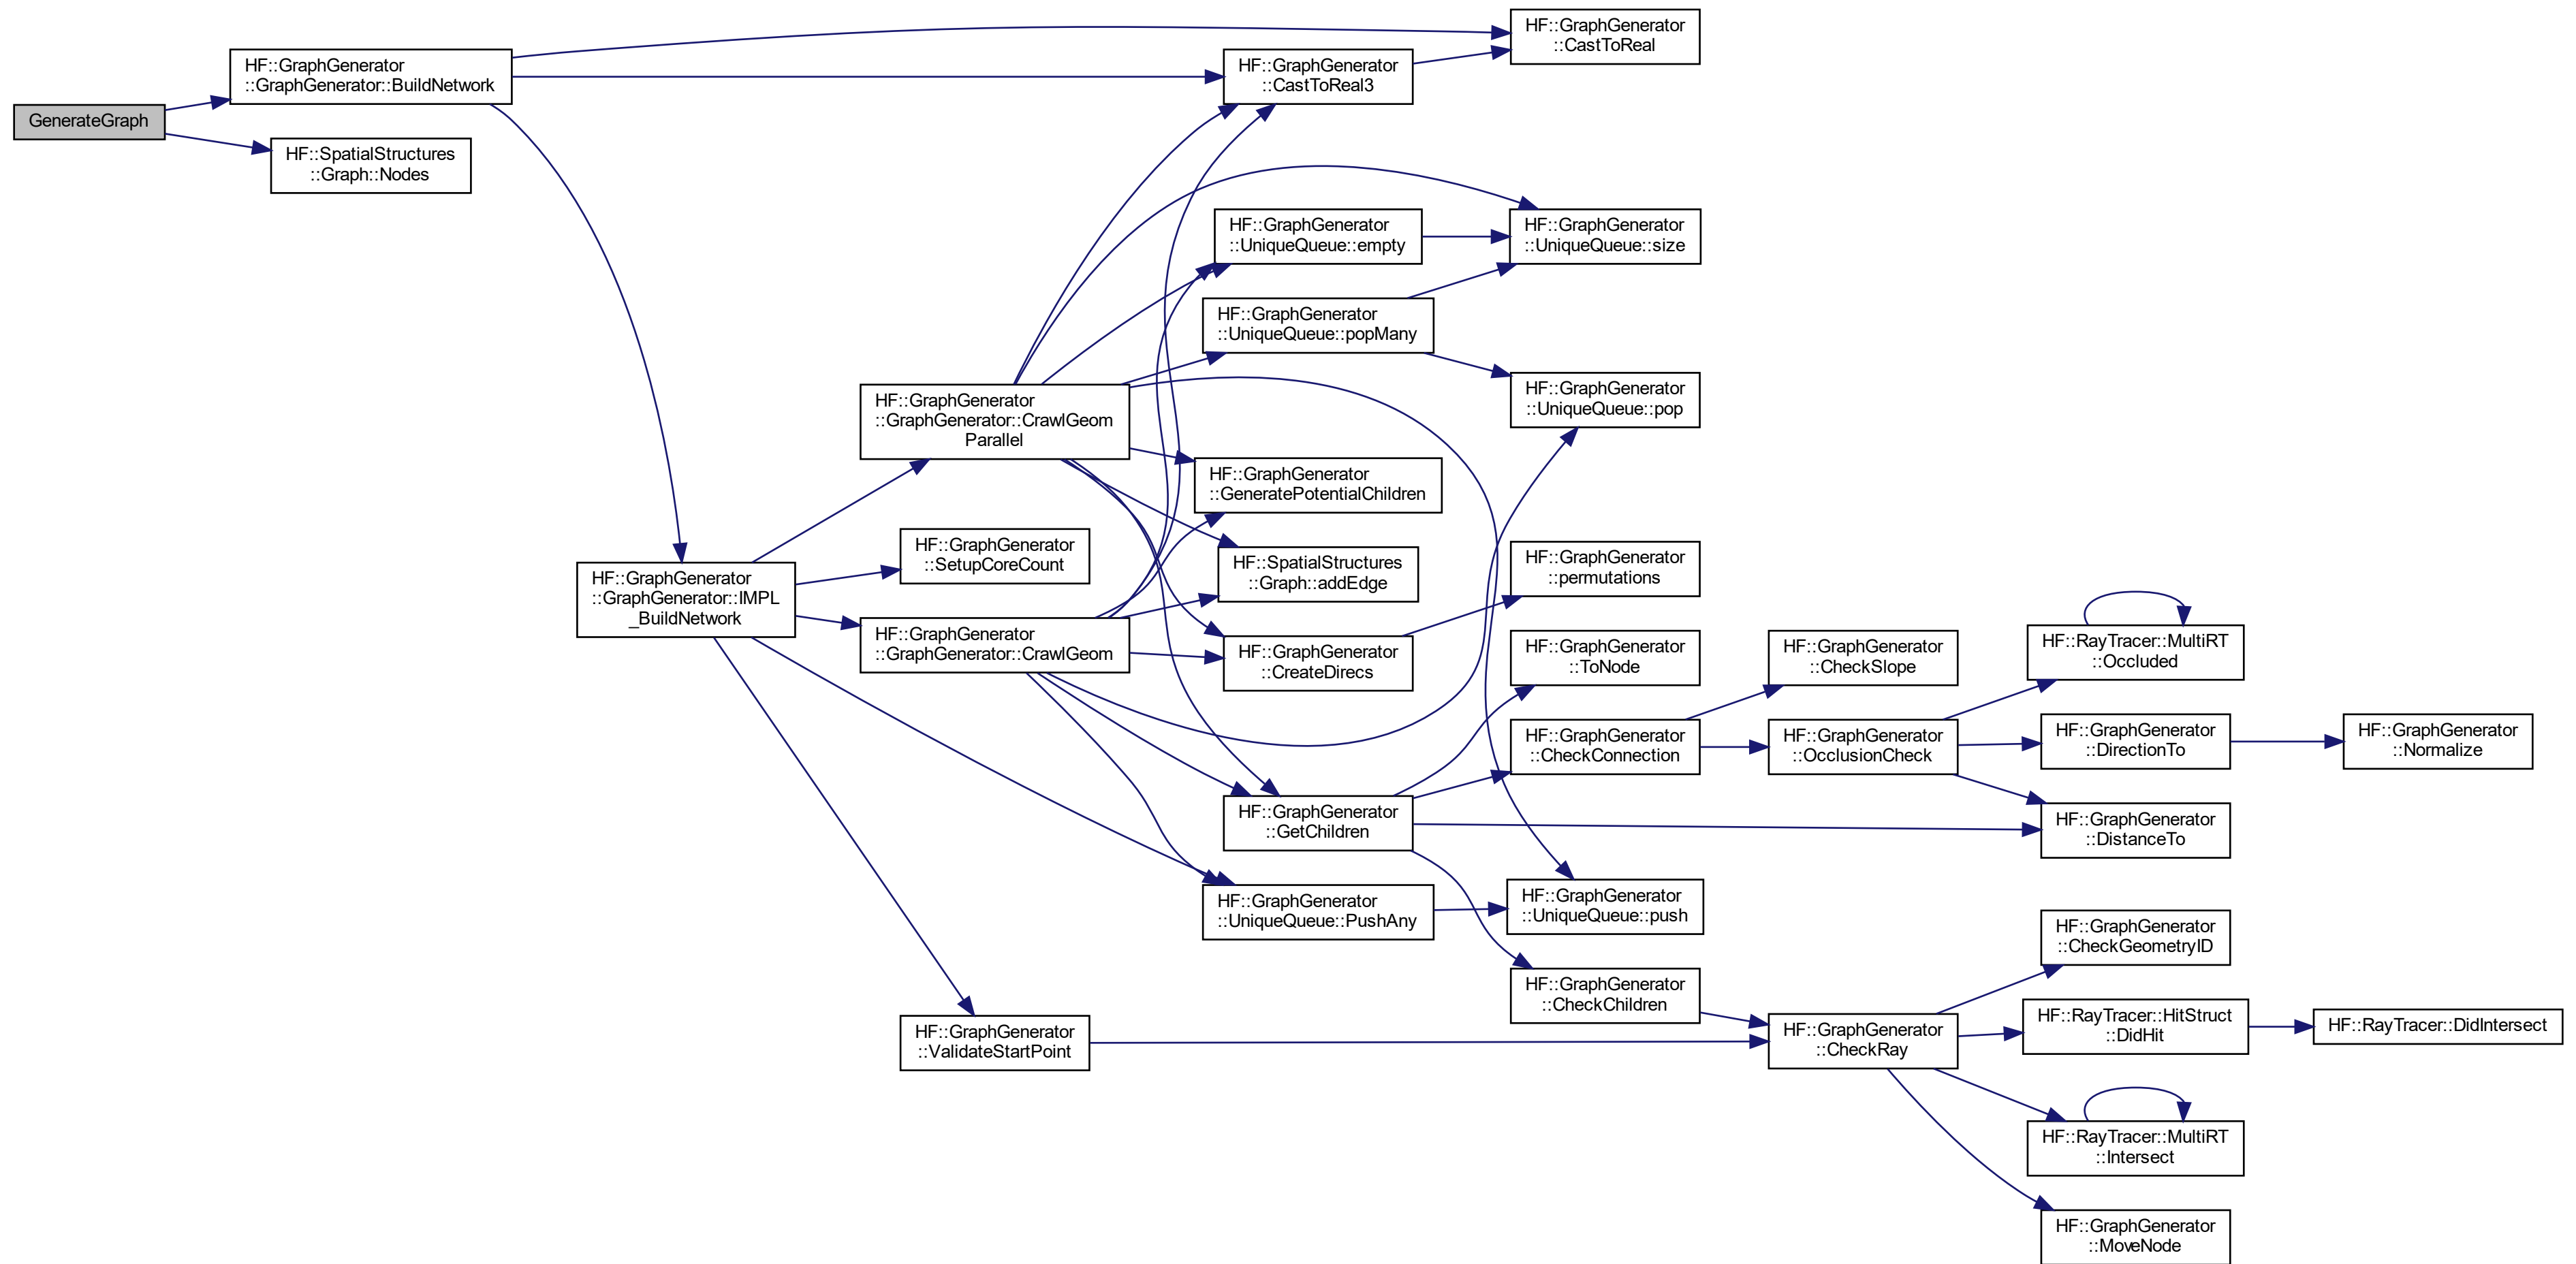 GenerateGraph
HF::GraphGenerator
::GraphGenerator::BuildNetwork
HF::SpatialStructures
::Graph::Nodes
HF::GraphGenerator
::GraphGenerator::IMPL
_BuildNetwork
HF::GraphGenerator
::GraphGenerator::CrawlGeom
Parallel
HF::GraphGenerator
::SetupCoreCount
HF::GraphGenerator
::GraphGenerator::CrawlGeom
HF::GraphGenerator
::ValidateStartPoint
HF::GraphGenerator
::CastToReal3
HF::GraphGenerator
::UniqueQueue::empty
HF::GraphGenerator
::UniqueQueue::popMany
HF::GraphGenerator
::GeneratePotentialChildren
HF::SpatialStructures
::Graph::addEdge
HF::GraphGenerator
::CreateDirecs
HF::GraphGenerator
::GetChildren
HF::GraphGenerator
::UniqueQueue::PushAny
HF::GraphGenerator
::CastToReal
HF::GraphGenerator
::UniqueQueue::size
HF::GraphGenerator
::UniqueQueue::pop
HF::GraphGenerator
::permutations
HF::GraphGenerator
::ToNode
HF::GraphGenerator
::CheckConnection
HF::GraphGenerator
::UniqueQueue::push
HF::GraphGenerator
::CheckChildren
HF::GraphGenerator
::CheckSlope
HF::GraphGenerator
::OcclusionCheck
HF::GraphGenerator
::CheckRay
HF::RayTracer::MultiRT
::Occluded
HF::GraphGenerator
::DirectionTo
HF::GraphGenerator
::DistanceTo
HF::GraphGenerator
::CheckGeometryID
HF::RayTracer::HitStruct
::DidHit
HF::RayTracer::MultiRT
::Intersect
HF::GraphGenerator
::MoveNode
HF::GraphGenerator
::Normalize
HF::RayTracer::DidIntersect